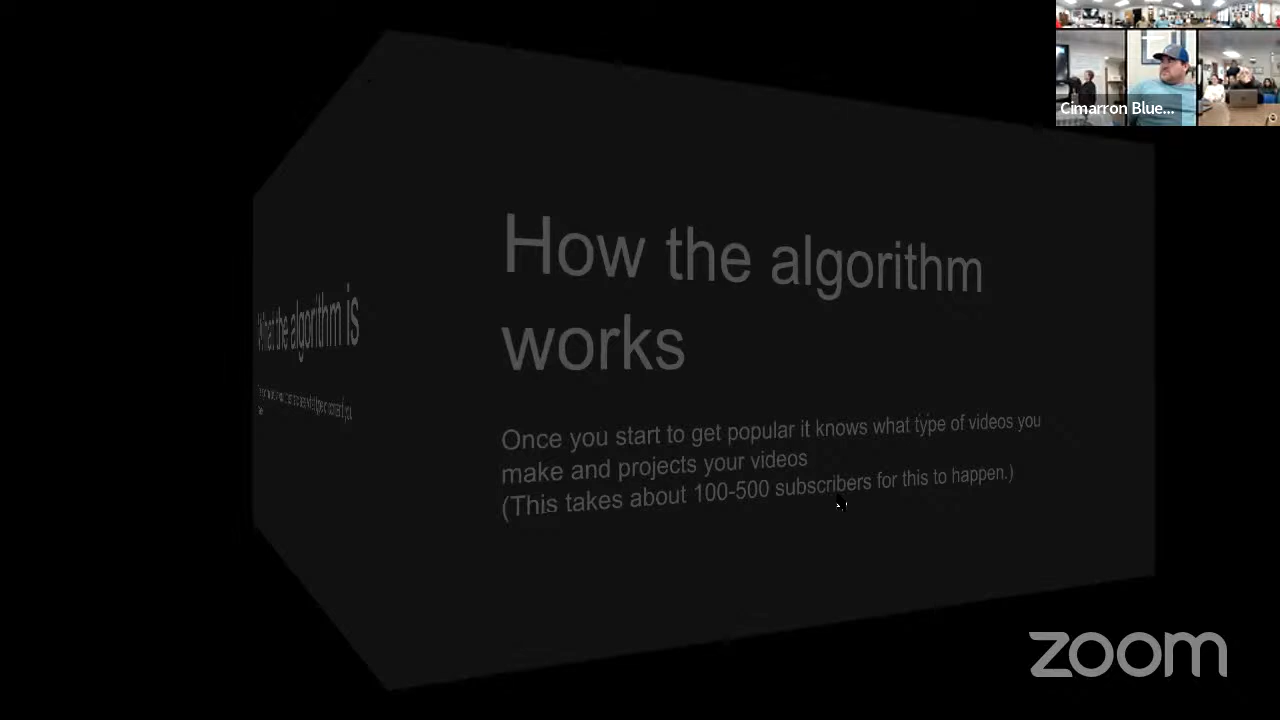 Cimarron Blue...
What the algorithm is
How the algorithm
works
Once you start to get popular it knows what type of videos you
make and projects your videos
(This takes about 100-500 subscribers for this to happen.)
zoom